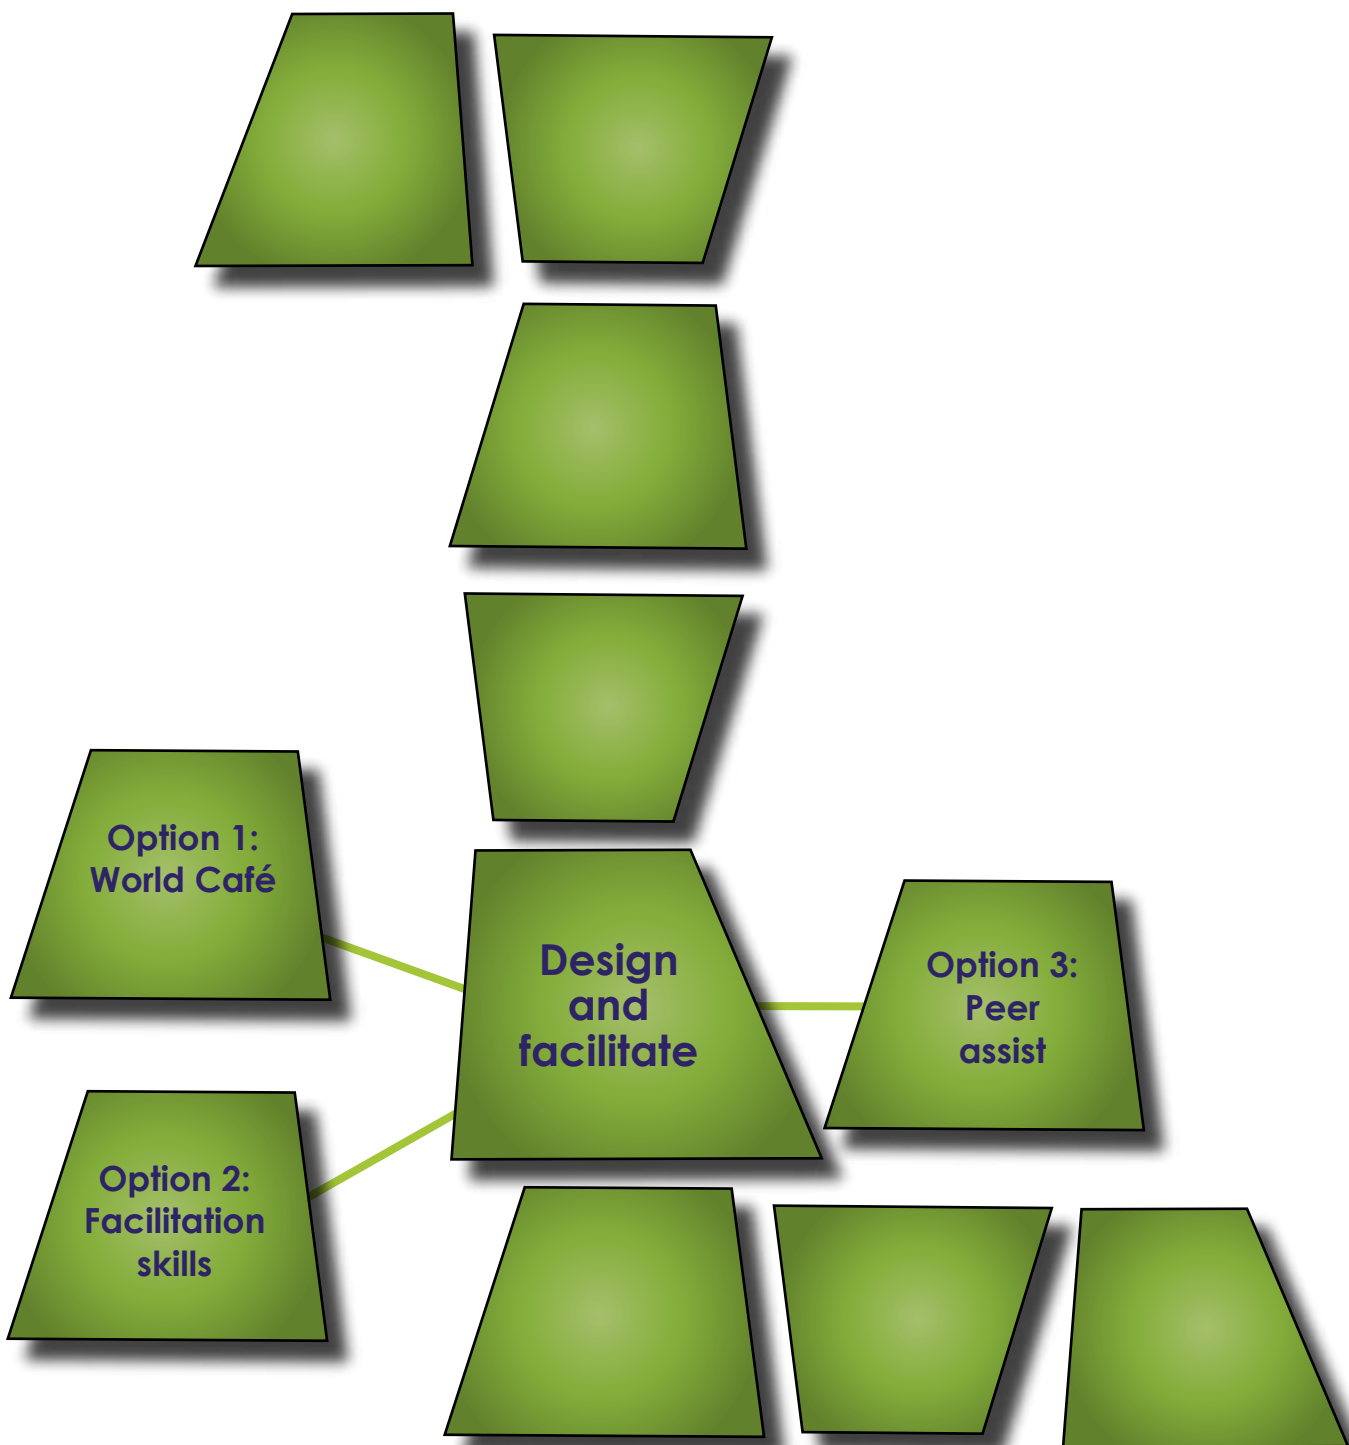 Option 1:
World Café
Design
and
facilitate
Option 3:
Peer
assist
Option 2:
Facilitation
skills